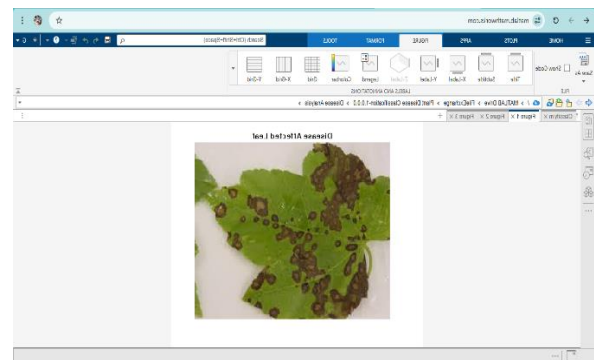 matlab.mathworks.com
HOME PLOTS APPS FIGURE FORMAT TOOLS Search (Ctrl+Shift+Space)
Save As Show Code Title Subtitle X-Label Y-Label Z-Label Legend Colorbar Grid X-Grid Y-Grid
FILE LABELS AND ANNOTATIONS
/ > MATLAB Drive > FileExchange > Plant Disease Classification-1.0.0.0 > Disease Analysis
Figure 1 × Figure 2 × Figure 3 × +
Disease Affected Leaf